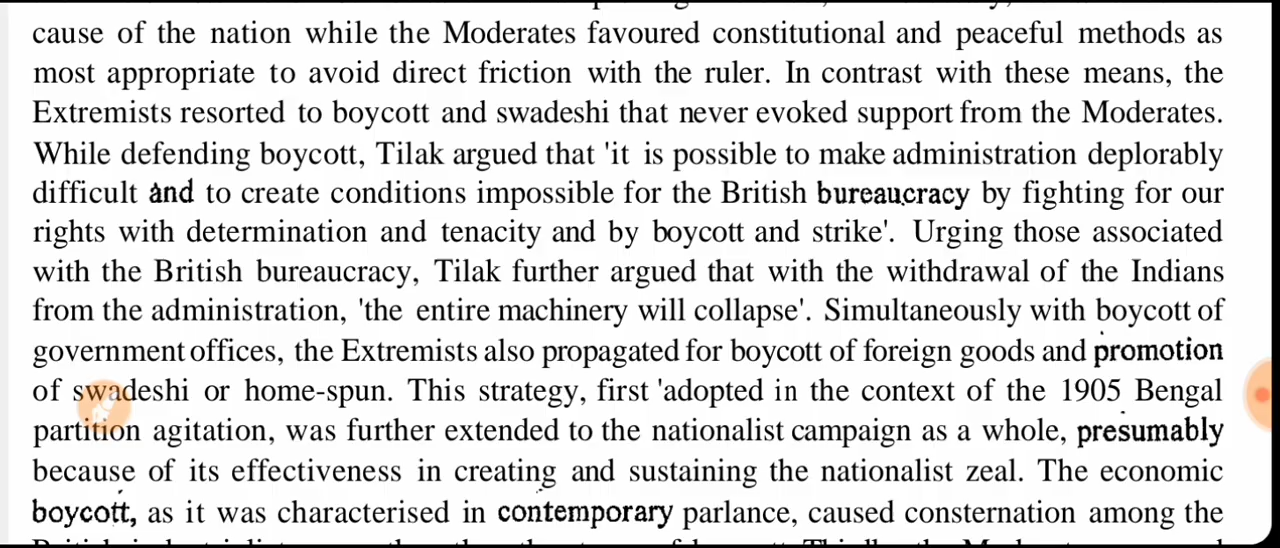 cause of the nation while the Moderates favoured constitutional and peaceful methods as
most appropriate to avoid direct friction with the ruler. In contrast with these means, the
Extremists resorted to boycott and swadeshi that never evoked support from the Moderates.
While defending boycott, Tilak argued that 'it is possible to make administration deplorably
difficult and to create conditions impossible for the British bureaucracy by fighting for our
rights with determination and tenacity and by boycott and strike'. Urging those associated
with the British bureaucracy, Tilak further argued that with the withdrawal of the Indians
from the administration, 'the entire machinery will collapse'. Simultaneously with boycott of
government offices, the Extremists also propagated for boycott of foreign goods and promotion
of swadeshi or home-spun. This strategy, first 'adopted in the context of the 1905 Bengal
partition agitation, was further extended to the nationalist campaign as a whole, presumably
because of its effectiveness in creating and sustaining the nationalist zeal. The economic
boycott, as it was characterised in contemporary parlance, caused consternation among the